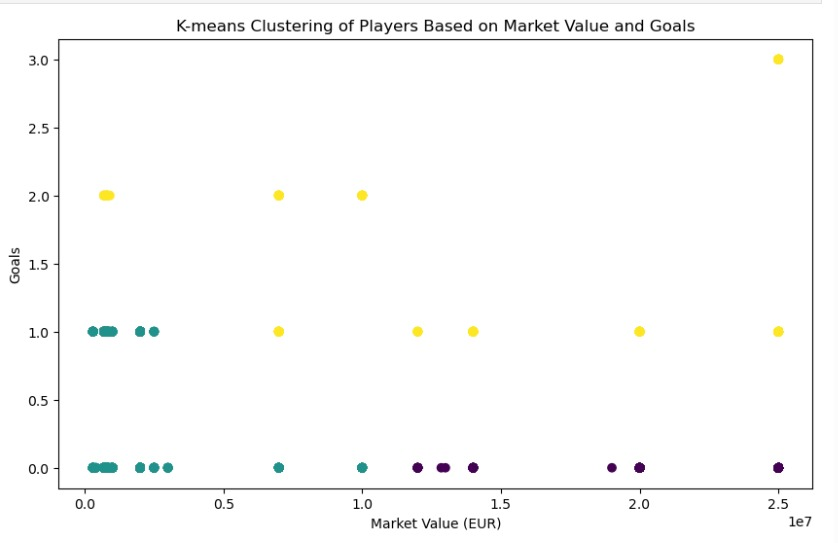 K-means Clustering of Players Based on Market Value and Goals
3.0
2.5
2.0
1.5
1.0
0.5
0.0
Goals
0.0 0.5 1.0 1.5 2.0 2.5
1e7
Market Value (EUR)